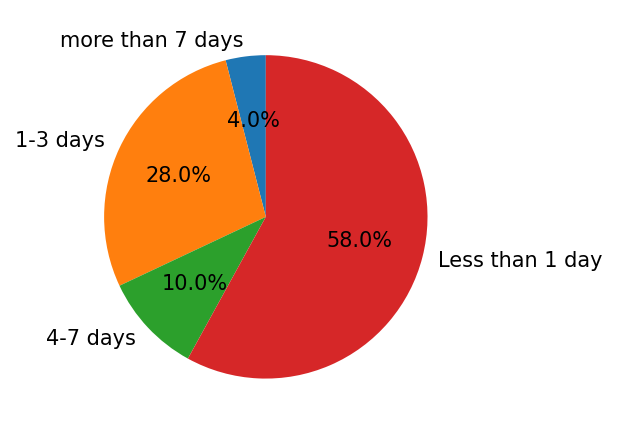 more than 7 days
4.0%
1-3 days
28.0%
58.0%
Less than 1 day
10.0%
4-7 days